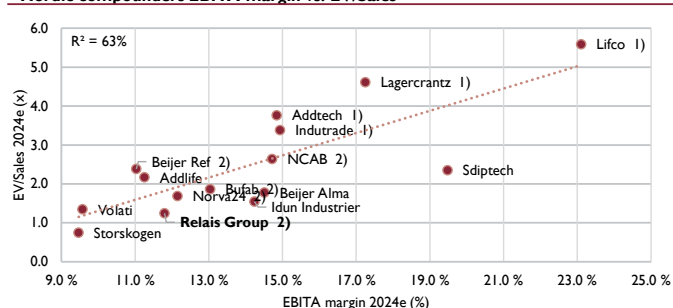 Nordic compounders EBITA margin vs. EV/Sales
R² = 63%
6.0
5.0
4.0
3.0
2.0
1.0
0.0
EV/Sales 2024e (x)
Lifco 1)
Lagercrantz 1)
Addtech 1)
Indutrade 1)
NCAB 2)
Sdiptech
Beijer Ref 2)
Addlife
Bufab 2)
Beijer Alma
Norva24 2)
Idun Industrier
Volati
Relais Group 2)
Storskogen
9.0 % 11.0 % 13.0 % 15.0 % 17.0 % 19.0 % 21.0 % 23.0 % 25.0 %
EBITA margin 2024e (%)